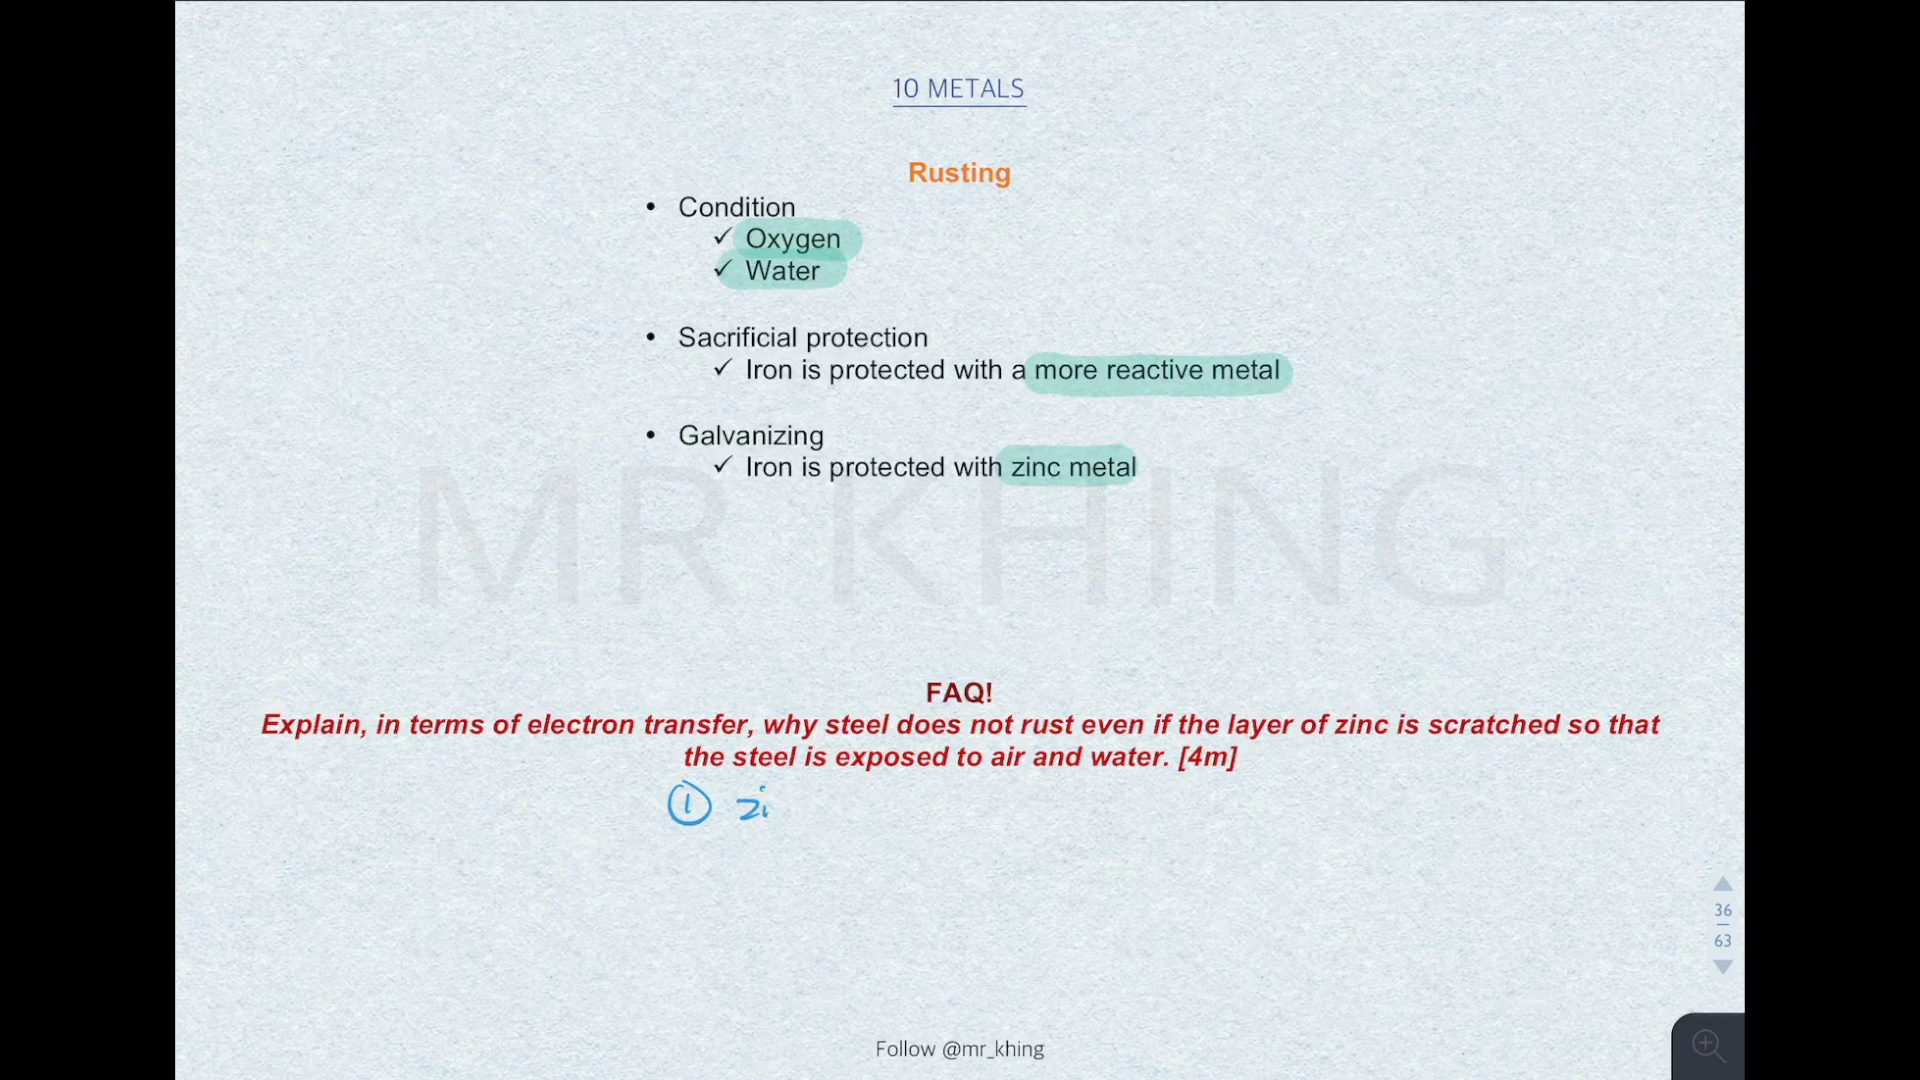 10 METALS
Rusting
• Condition
✓ Oxygen
✓ Water
• Sacrificial protection
✓ Iron is protected with a more reactive metal
• Galvanizing
✓ Iron is protected with zinc metal
MR KHING
FAQ!
Explain, in terms of electron transfer, why steel does not rust even if the layer of zinc is scratched so that
the steel is exposed to air and water. [4m]
① zi
36
63
Follow @mr_khing